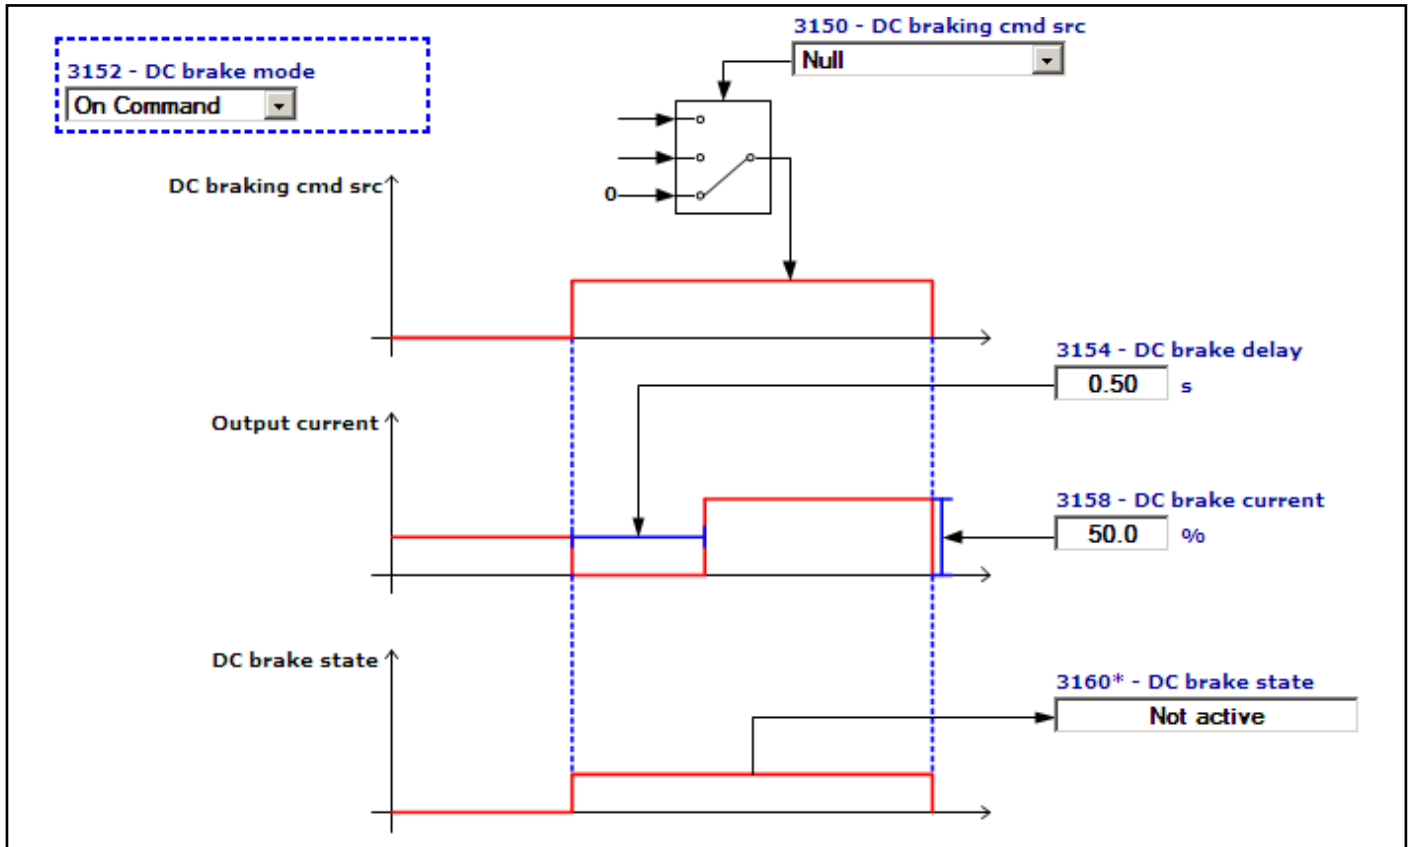 3150 - DC braking cmd src
Null
3152 - DC brake mode
On Command
DC braking cmd src
0
3154 - DC brake delay
0.50 s
Output current
3158 - DC brake current
50.0 %
DC brake state
3160* - DC brake state
Not active